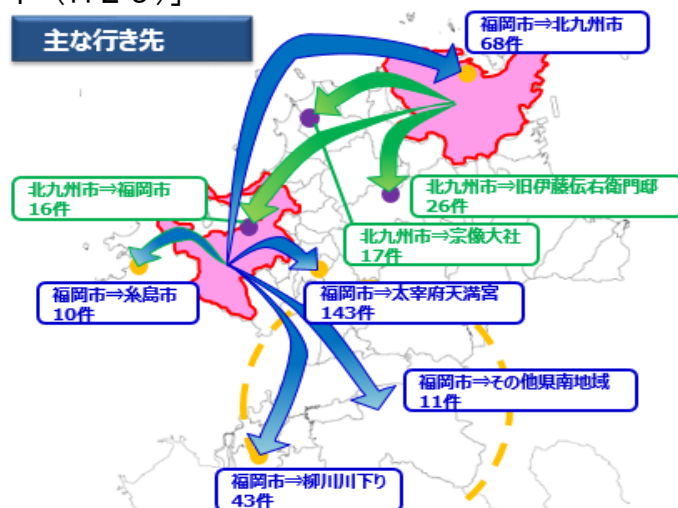 主な行き先
福岡市⇒北九州市
68件
北九州市⇒福岡市
16件
北九州市⇒旧伊藤伝右衛門邸
26件
北九州市⇒宗像大社
17件
福岡市⇒糸島市
10件
福岡市⇒太宰府天満宮
143件
福岡市⇒その他県南地域
11件
福岡市⇒柳川川下り
43件